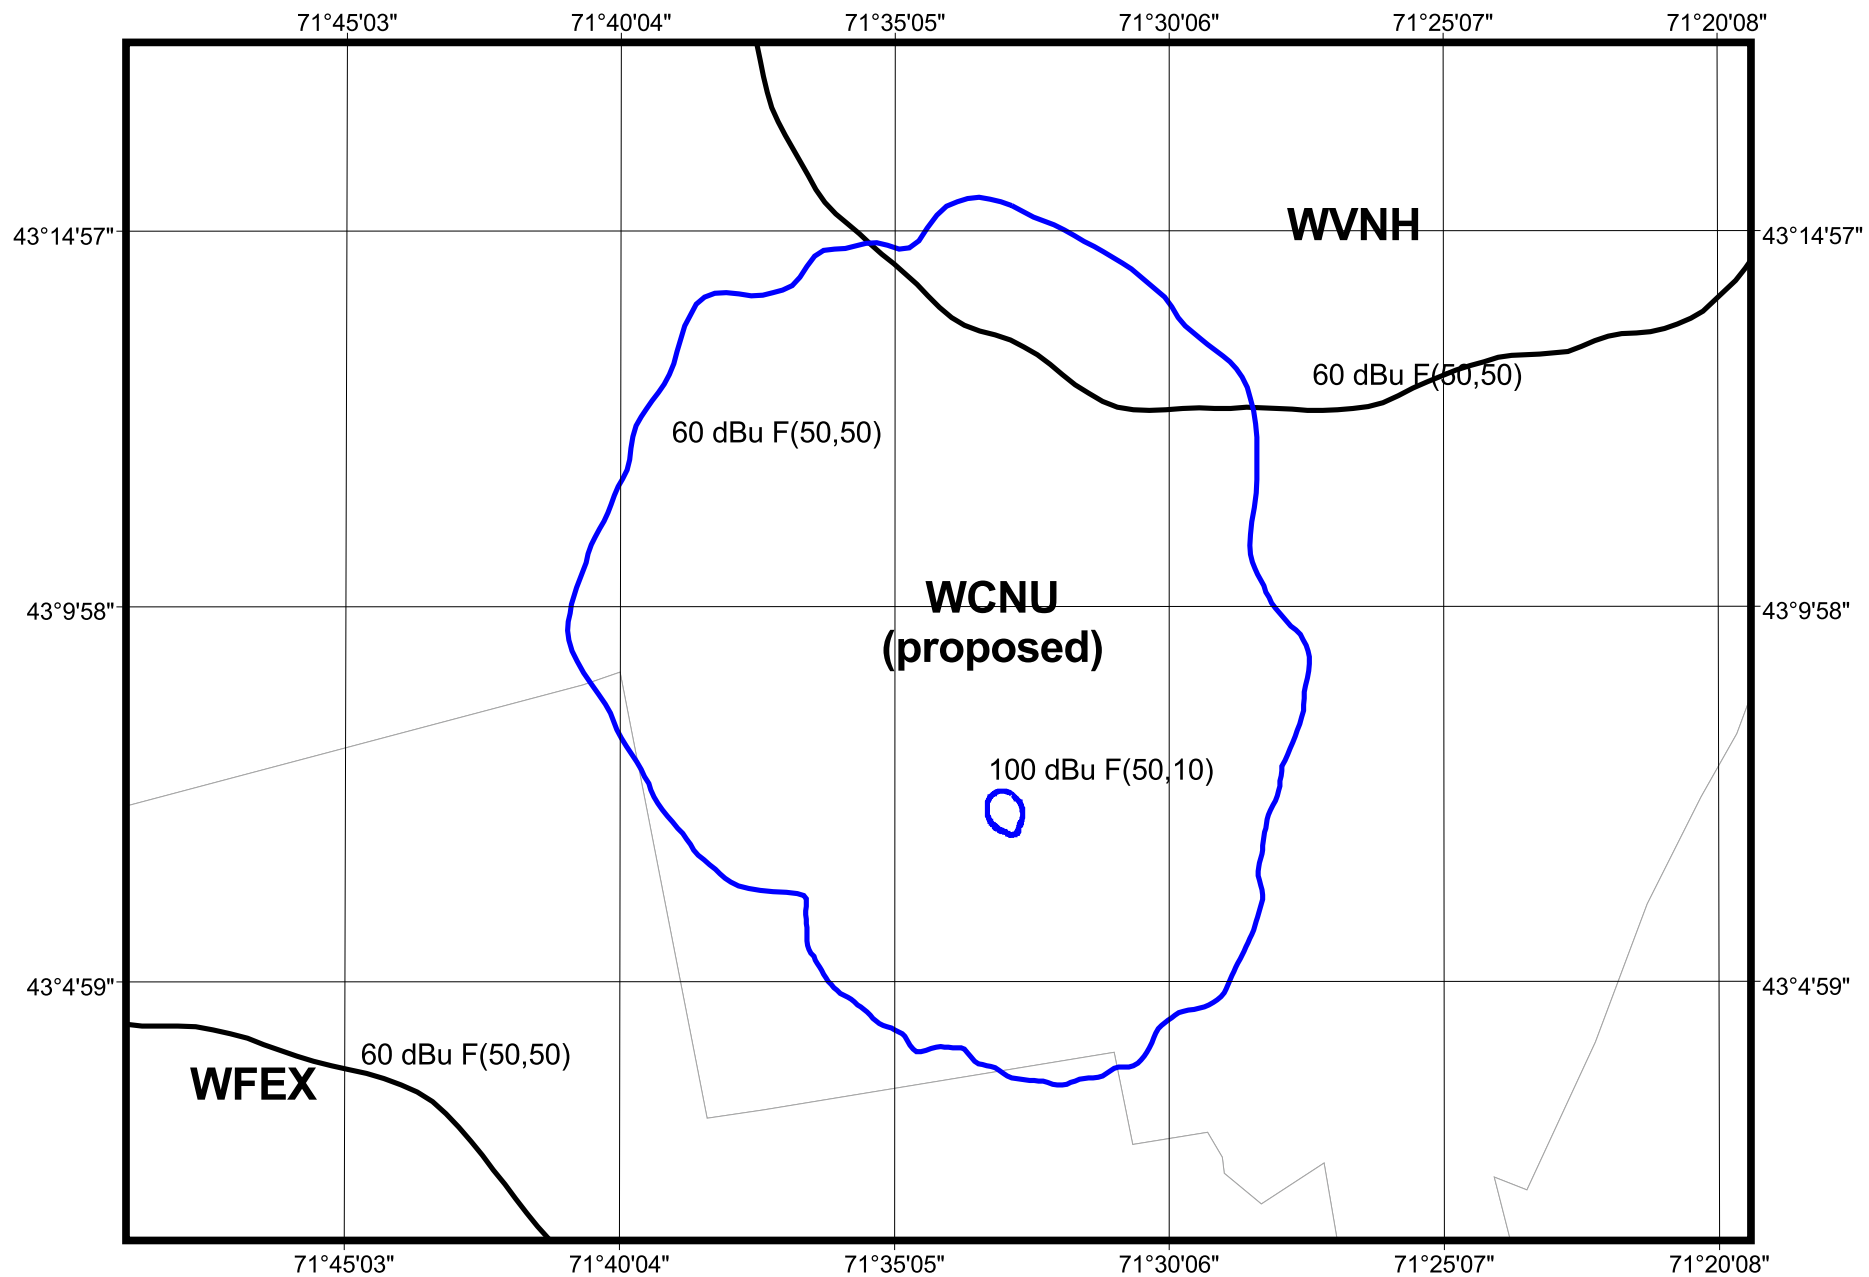 71°45'03" 71°40'04" 71°35'05" 71°30'06" 71°25'07" 71°20'08"
WVNH
43°14'57" 43°14'57"
60 dBu F(50,50)
60 dBu F(50,50)
WCNU
43°9'58" 43°9'58"
(proposed)
100 dBu F(50,10)
43°4'59" 43°4'59"
60 dBu F(50,50)
WFEX
71°45'03" 71°40'04" 71°35'05" 71°30'06" 71°25'07" 71°20'08"